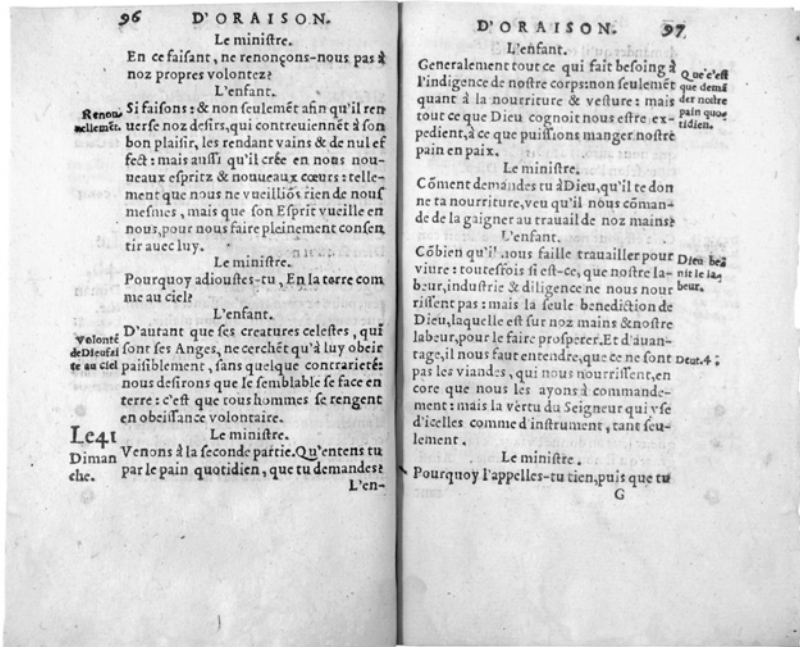 96 D'ORAISON.
Le ministre.
En ce faisant, ne renonçons-nous pas à
noz propres volontez?
L'enfant.
Renou
uellemẽt.
Si faisons: & non seulemẽt afin qu'il ren
uerse noz desirs, qui contreuiennẽt à son
bon plaisir, les rendant vains & de nul ef
fect: mais aussi qu'il crée en nous nou-
ueaux espritz & nouueaux cœurs: telle-
ment que nous ne vueilliõs rien de nous
mesmes, mais que son Esprit vueille en
nous, pour nous faire pleinement consen
tir auec luy.
Le ministre.
Pourquoy adioustes-tu, En la terre com
me au ciel?
L'enfant.
Volonté
de Dieu fai
te au ciel
D'autant que ses creatures celestes, qui
sont ses Anges, ne cerchẽt qu'à luy obeir
paisiblement, sans quelque contrarieté:
nous desirons que le semblable se face en
terre: c'est que tous hommes se rengent
en obeissance volontaire.
Le 41
Diman
che.
Le ministre.
Venons à la seconde partie. Qu'entens tu
par le pain quotidien, que tu demandes?
L'en-
D'ORAISON. 97
L'enfant.
Generalement tout ce qui fait besoing à
l'indigence de nostre corps: non seulemẽt
quant à la nourriture & vesture: mais
tout ce que Dieu cognoit nous estre ex-
pedient, à ce que puissions manger nostre
pain en paix.
Que c'est
que demã
der nostre
pain quo
tidien.
Le ministre.
Cõment demandes tu à Dieu, qu'il te don
ne ta nourriture, veu qu'il nous cõman-
de de la gaigner au trauail de noz mains?
L'enfant.
Cõbien qu'il nous faille trauailler pour
viure: toutesfois si est-ce, que nostre la-
beur, industrie & diligence ne nous nour
rissent pas: mais la seule benediction de
Dieu, laquelle est sur noz mains & nostre
labeur, pour le faire prosperer. Et d'auan-
tage, il nous faut entendre, que ce ne sont
pas les viandes, qui nous nourrissent, en
core que nous les ayons à commande-
ment: mais la vertu du Seigneur qui vse
d'icelles comme d'instrument, tant seu-
lement.
Dieu be
nit le la
beur.
Deut. 4;
Le ministre.
Pourquoy l'appelles-tu tien, puis que tu
G